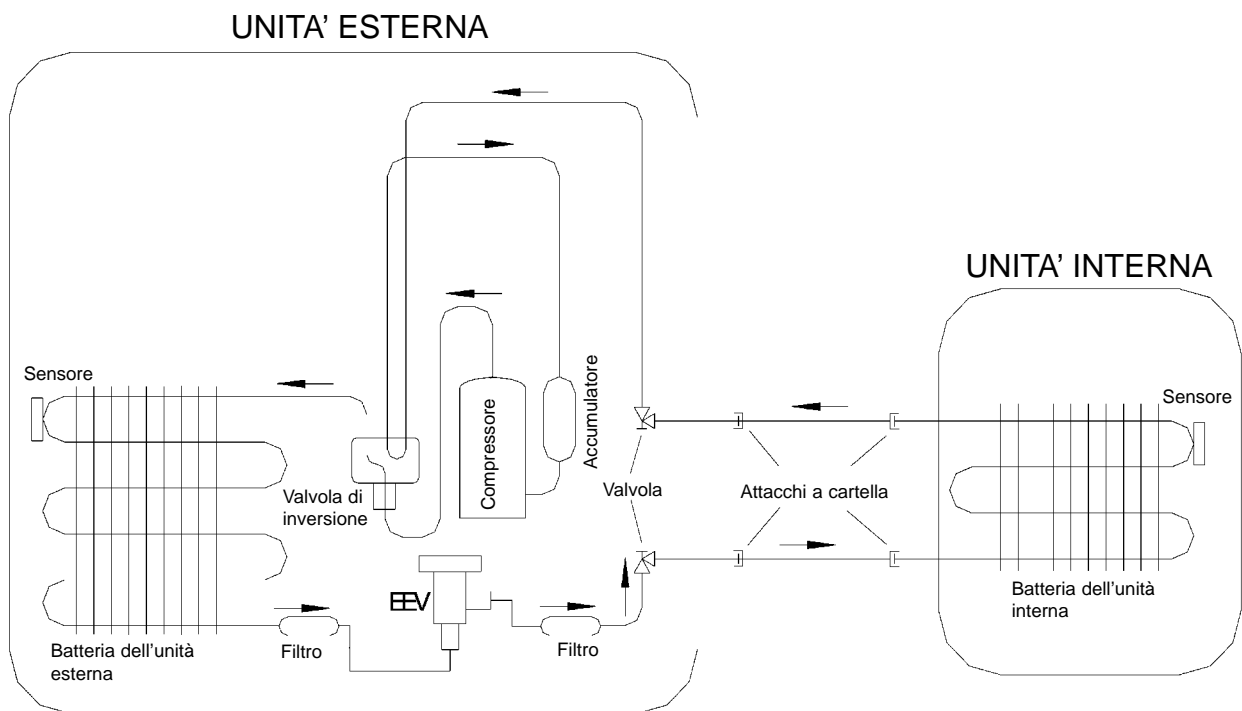 UNITA' ESTERNA
UNITA' INTERNA
Sensore
Sensore
Compressore
Accumulatore
Valvola di
inversione
Valvola
Attacchi a cartella
EEV
Batteria dell'unità
interna
Batteria dell'unità
esterna
Filtro
Filtro